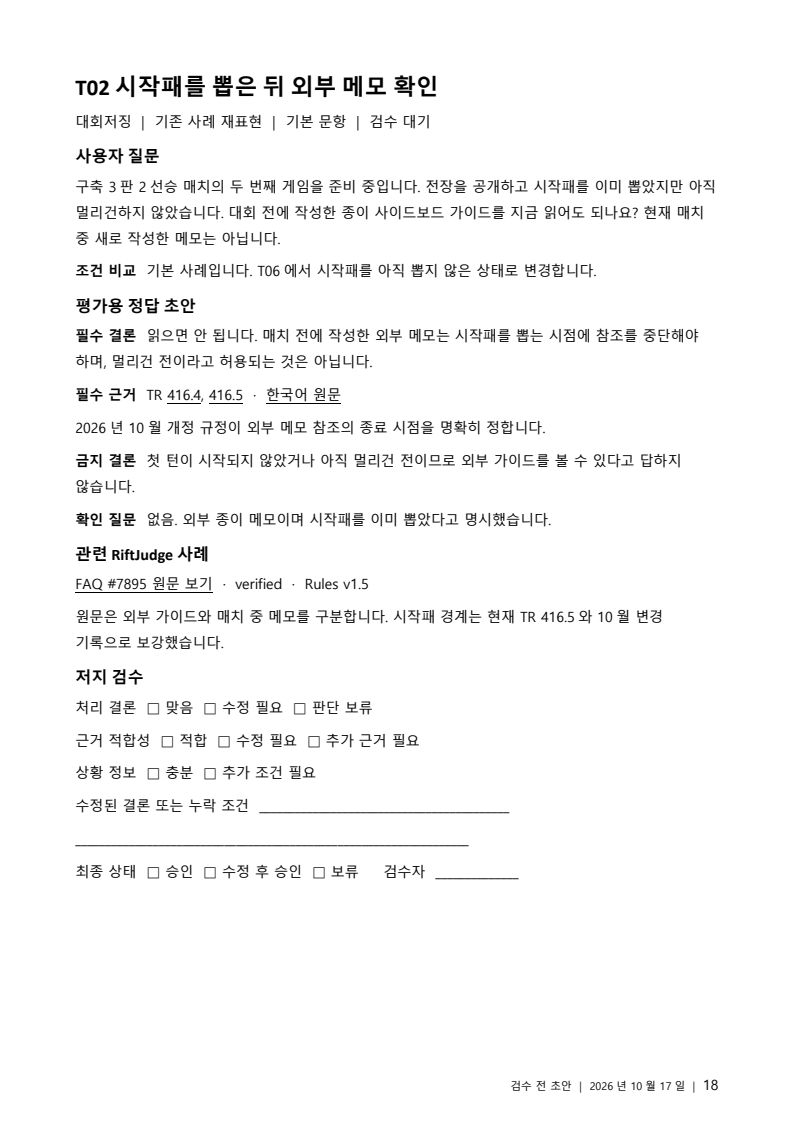 T02 시작패를 뽑은 뒤 외부 메모 확인
대회저징 | 기존 사례 재표현 | 기본 문항 | 검수 대기
사용자 질문
구축 3 판 2 선승 매치의 두 번째 게임을 준비 중입니다. 전장을 공개하고 시작패를 이미 뽑았지만 아직
멀리건하지 않았습니다. 대회 전에 작성한 종이 사이드보드 가이드를 지금 읽어도 되나요? 현재 매치
중 새로 작성한 메모는 아닙니다.
조건 비교 기본 사례입니다. T06 에서 시작패를 아직 뽑지 않은 상태로 변경합니다.
평가용 정답 초안
필수 결론 읽으면 안 됩니다. 매치 전에 작성한 외부 메모는 시작패를 뽑는 시점에 참조를 중단해야
하며, 멀리건 전이라고 허용되는 것은 아닙니다.
필수 근거 TR 416.4, 416.5 · 한국어 원문
2026 년 10 월 개정 규정이 외부 메모 참조의 종료 시점을 명확히 정합니다.
금지 결론 첫 턴이 시작되지 않았거나 아직 멀리건 전이므로 외부 가이드를 볼 수 있다고 답하지
않습니다.
확인 질문 없음. 외부 종이 메모이며 시작패를 이미 뽑았다고 명시했습니다.
관련 RiftJudge 사례
FAQ #7895 원문 보기 · verified · Rules v1.5
원문은 외부 가이드와 매치 중 메모를 구분합니다. 시작패 경계는 현재 TR 416.5 와 10 월 변경
기록으로 보강했습니다.
저지 검수
처리 결론 □ 맞음 □ 수정 필요 □ 판단 보류
근거 적합성 □ 적합 □ 수정 필요 □ 추가 근거 필요
상황 정보 □ 충분 □ 추가 조건 필요
수정된 결론 또는 누락 조건 ______________________________
_______________________________________________
최종 상태 □ 승인 □ 수정 후 승인 □ 보류 검수자 __________
검수 전 초안 | 2026 년 10 월 17 일 | 18